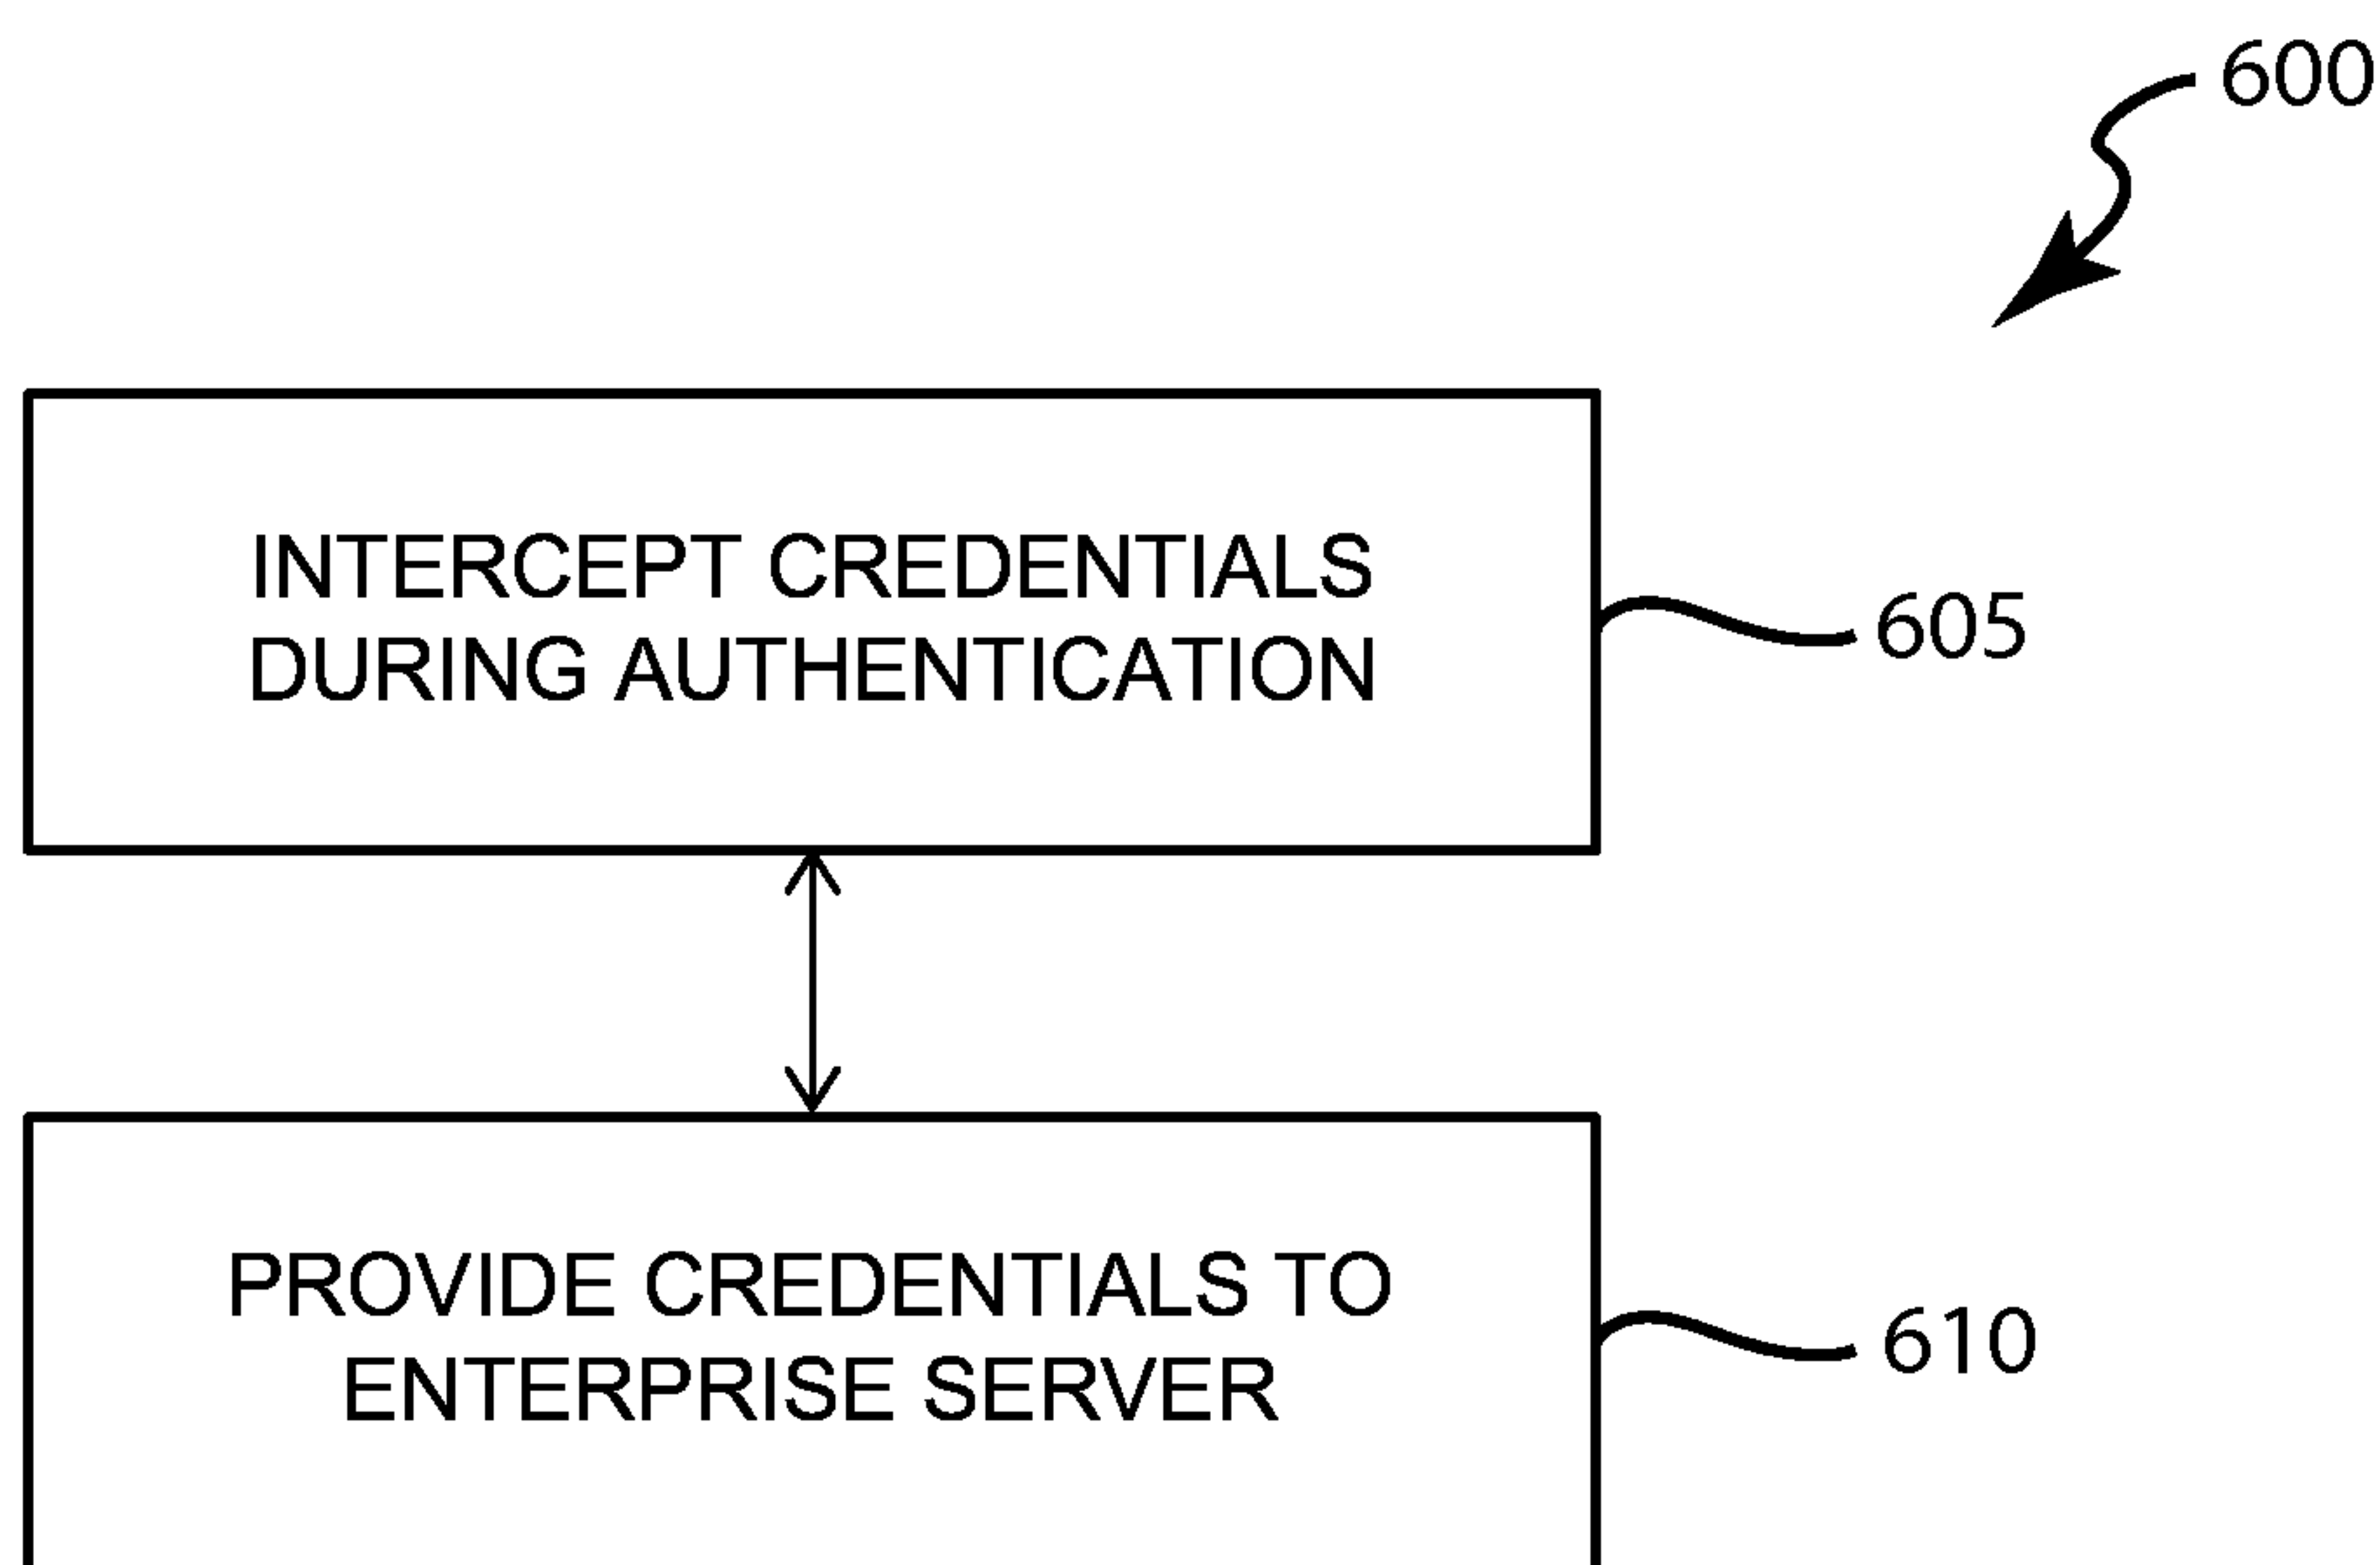 600
INTERCEPT CREDENTIALS
DURING AUTHENTICATION
605
PROVIDE CREDENTIALS TO
ENTERPRISE SERVER
610